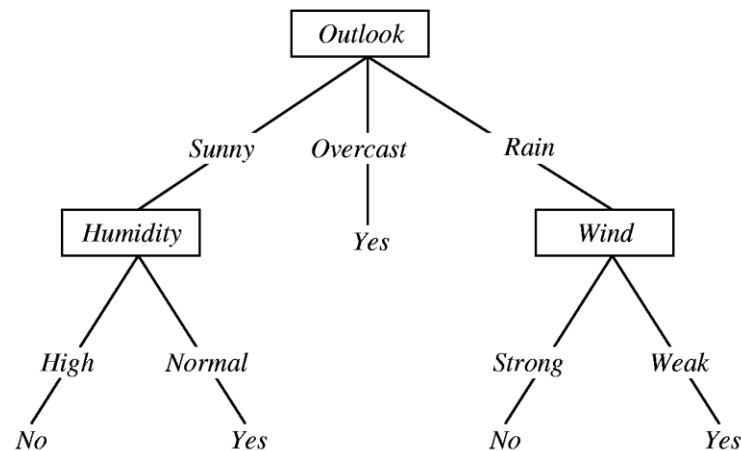 Outlook
Sunny Overcast Rain
Humidity Yes Wind
High Normal Strong Weak
No Yes No Yes